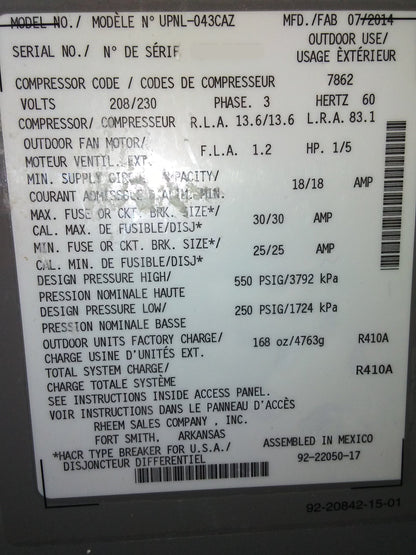 MODEL NO./ MODÈLE N° UPNL-043CAZ MFD./FAB 07/2014
OUTDOOR USE/
SERIAL NO./ N° DE SÉRIE USAGE ÈXTÉRIEUR
COMPRESSOR CODE / CODES DE COMPRESSEUR 7862
VOLTS 208/230 PHASE. 3 HERTZ 60
COMPRESSOR/ COMPRESSEUR R.L.A. 13.6/13.6 L.R.A. 83.1
OUTDOOR FAN MOTOR/
MOTEUR VENTIL. EXT. F.L.A. 1.2 HP. 1/5
MIN. SUPPLY PACITY/
COURANT ADMISSIBLE MIN. 18/18 AMP
MAX. FUSE OR CKT. BRK. SIZE*/
CAL. MAX. DE FUSIBLE/DISJ* 30/30 AMP
MIN. FUSE OR CKT. BRK. SIZE*/
CAL. MIN. DE FUSIBLE/DISJ* 25/25 AMP
DESIGN PRESSURE HIGH/
PRESSION NOMINALE HAUTE 550 PSIG/3792 kPa
DESIGN PRESSURE LOW/
PRESSION NOMINALE BASSE 250 PSIG/1724 kPa
OUTDOOR UNITS FACTORY CHARGE/
CHARGE USINE D'UNITÉS EXT. 168 oz/4763g R410A
TOTAL SYSTEM CHARGE/
CHARGE TOTALE SYSTÈME R410A
SEE INSTRUCTIONS INSIDE ACCESS PANEL.
VOIR INSTRUCTIONS DANS LE PANNEAU D'ACCÈS
RHEEM SALES COMPANY , INC.
FORT SMITH, ARKANSAS ASSEMBLED IN MEXICO
*HACR TYPE BREAKER FOR U.S.A./
DISJONCTEUR DIFFERENTIEL 92-22050-17
92-20842-15-01